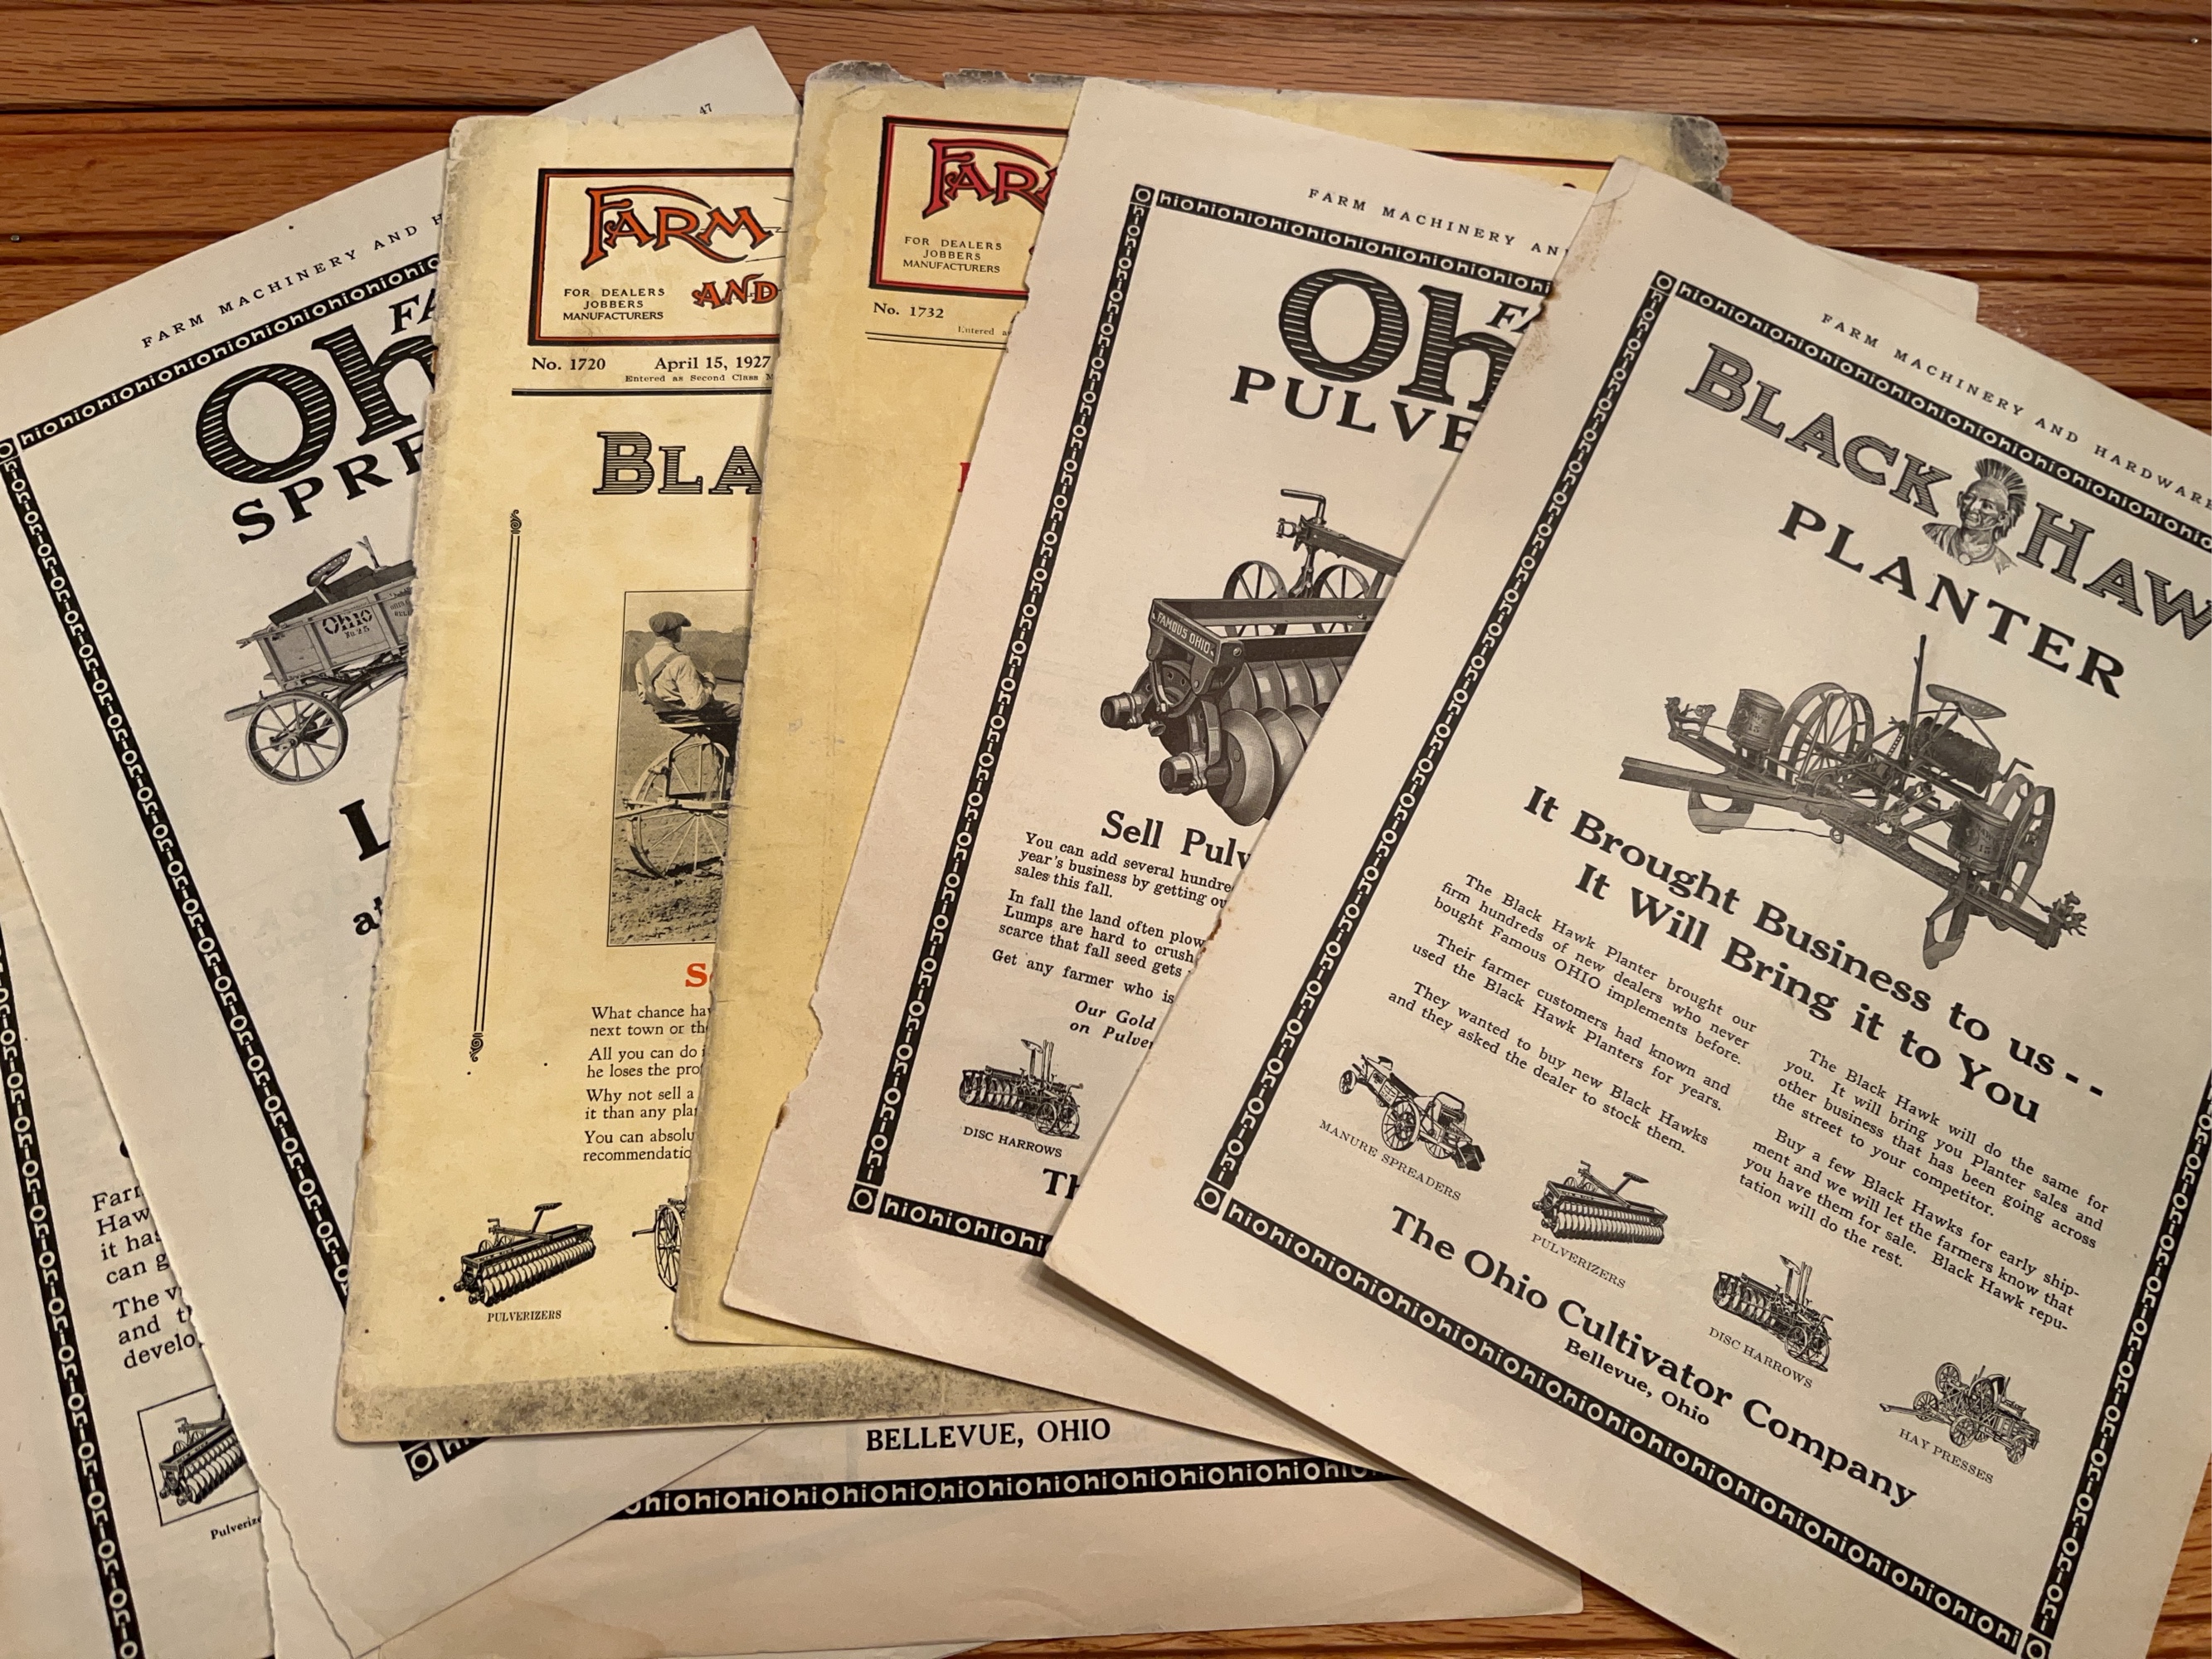 47
FARM MACHINERY AND
Oh
SPRE
Ohio
No. 25
L
at
BELLEVUE, OHIO
Farm
Haw
it has
can g
The v
and t
develo
Pulveriz
FARM
AND
FOR DEALERS
JOBBERS
MANUFACTURERS
No. 1720 April 15, 1927
Entered as Second Class
BLA
What chance hav
next town or the
All you can do i
he loses the pro
Why not sell a
it than any pla
You can absolu
recommendatio
PULVERIZERS
FAR
FOR DEALERS
JOBBERS
MANUFACTURERS
No. 1732
Entered
FARM MACHINERY AND
Oh
PULVE
FAMOUS OHIO
Sell Pulv
You can add several hundre
year's business by getting ou
sales this fall.
In fall the land often plow
Lumps are hard to crush
scarce that fall seed gets
Get any farmer who is
Our Gold
on Pulve
DISC HARROWS
Th
FARM MACHINERY AND HARDWARE
BLACK HAW
PLANTER
It Brought Business to us--
It Will Bring it to You
The Black Hawk Planter brought our
firm hundreds of new dealers who never
bought Famous OHIO implements before.
Their farmer customers had known and
used the Black Hawk Planters for years.
They wanted to buy new Black Hawks
and they asked the dealer to stock them.
The Black Hawk will do the same for
you. It will bring you Planter sales and
other business that has been going across
the street to your competitor.
Buy a few Black Hawks for early ship-
ment and we will let the farmers know that
you have them for sale. Black Hawk repu-
tation will do the rest.
MANURE SPREADERS
PULVERIZERS
DISC HARROWS
HAY PRESSES
The Ohio Cultivator Company
Bellevue, Ohio